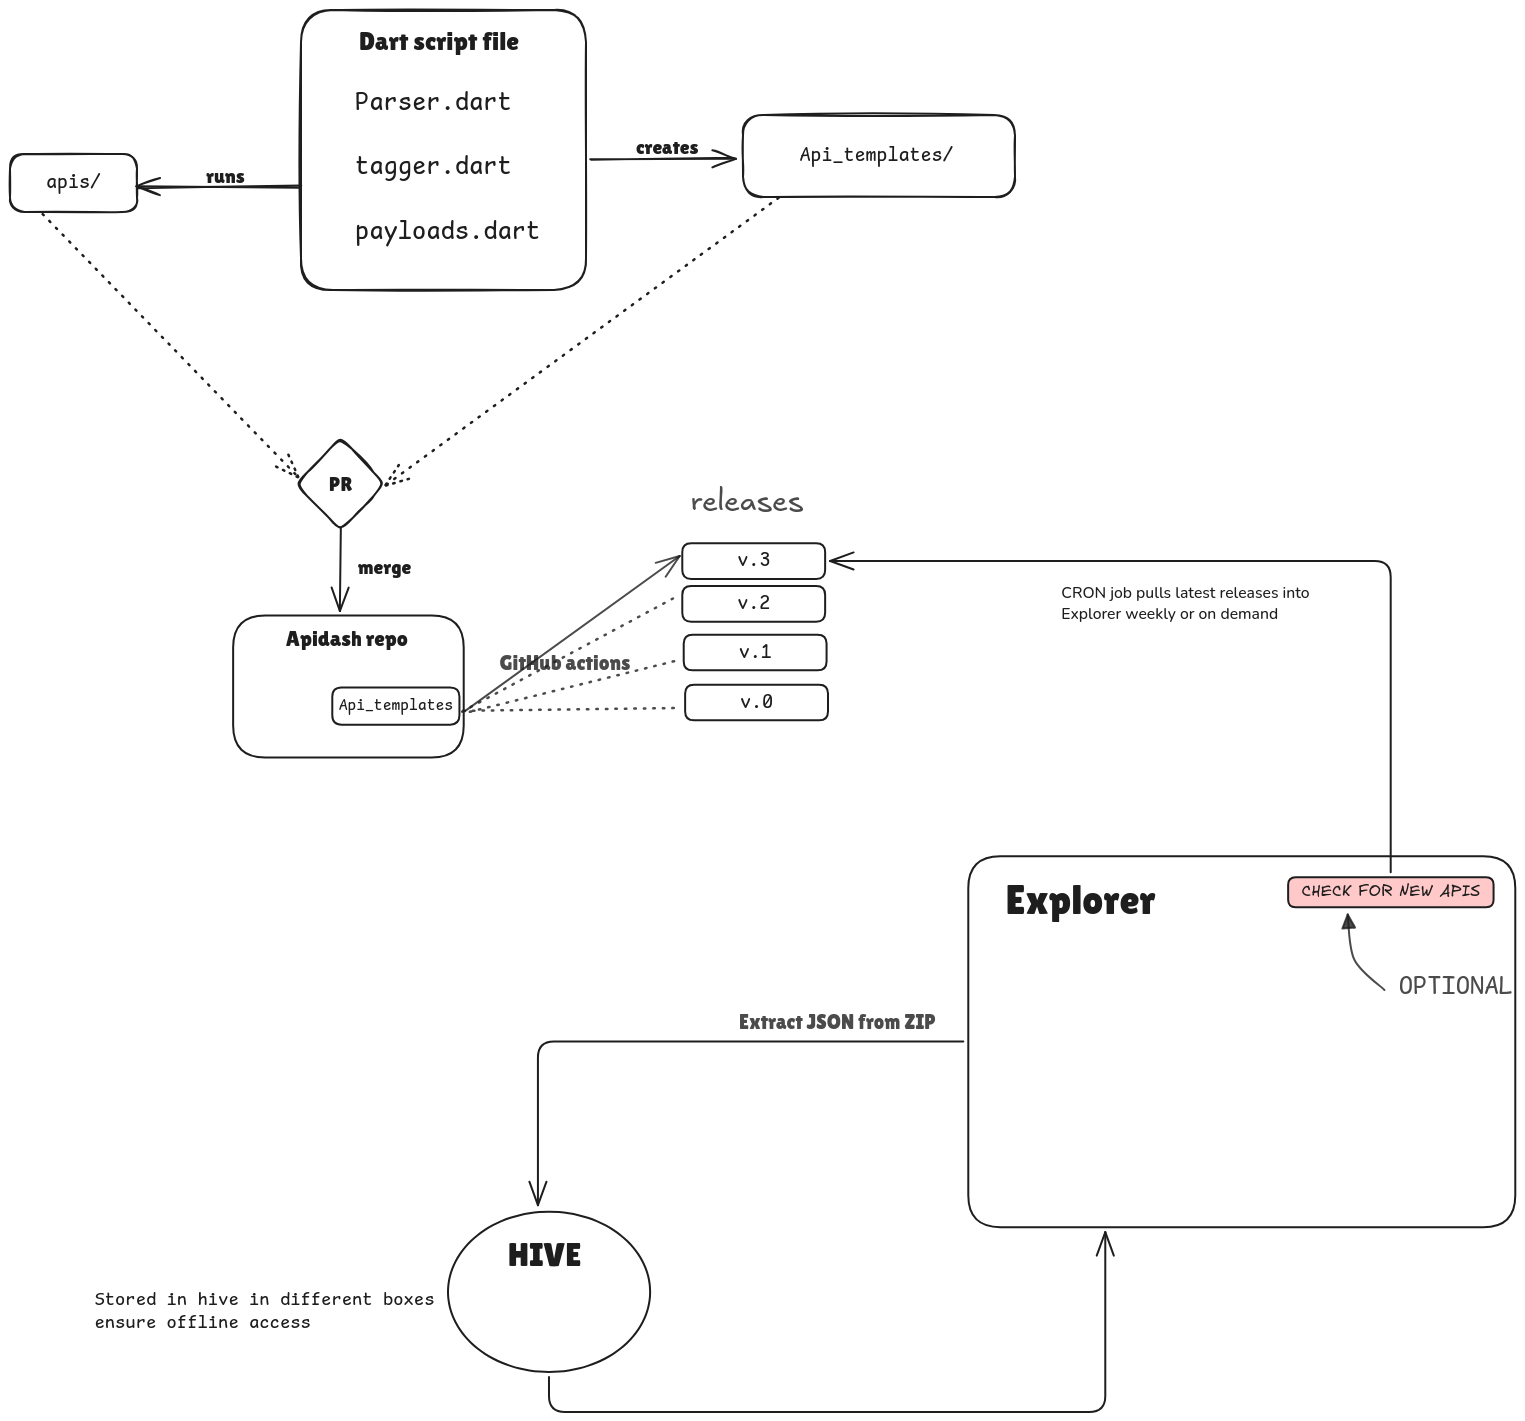 Dart script file
Parser.dart
tagger.dart
payloads.dart
apis/
runs
creates
Api_templates/
PR
merge
Apidash repo
Api_templates
GitHub actions
releases
v.3
v.2
v.1
v.0
CRON job pulls latest releases into
Explorer weekly or on demand
Explorer
CHECK FOR NEW APIS
OPTIONAL
Extract JSON from ZIP
HIVE
Stored in hive in different boxes
ensure offline access